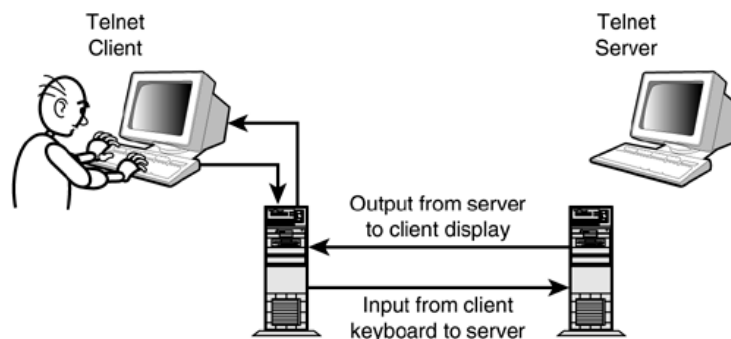 Telnet
Client
Telnet
Server
Output from server
to client display
Input from client
keyboard to server